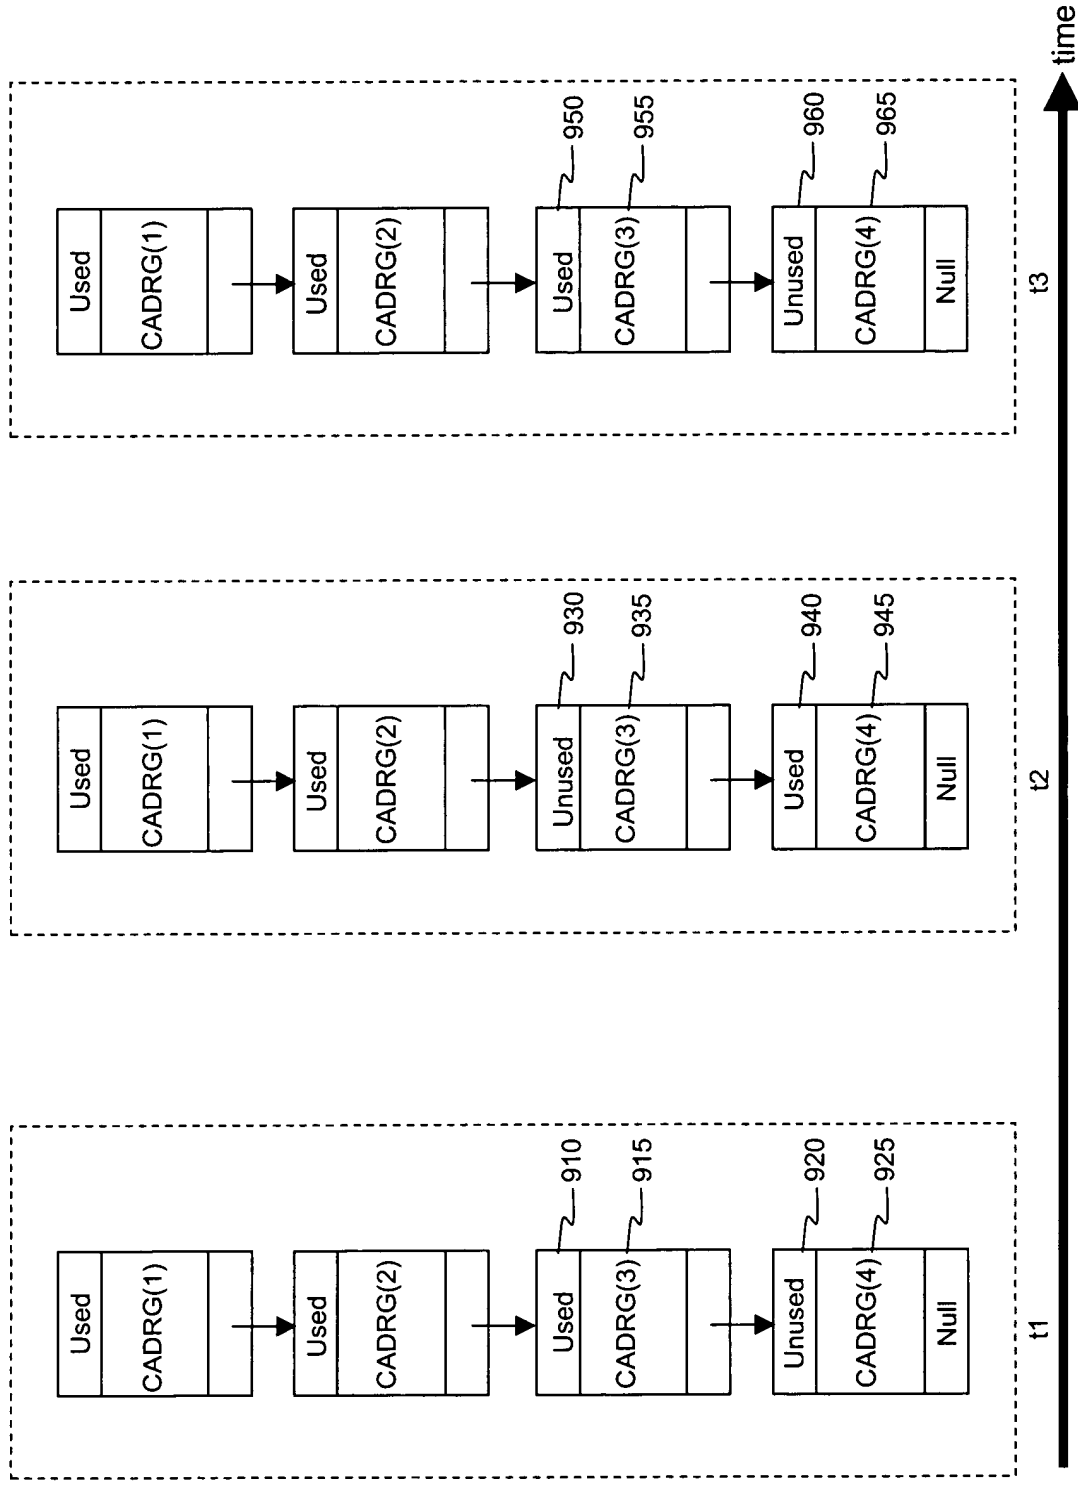 Used
CADRG(1)
Used
CADRG(2)
Used
910
CADRG(3)
915
Unused
920
CADRG(4)
925
Null
t1
Used
CADRG(1)
Used
CADRG(2)
Unused
930
CADRG(3)
935
Used
940
CADRG(4)
945
Null
t2
Used
CADRG(1)
Used
CADRG(2)
Used
950
CADRG(3)
955
Unused
960
CADRG(4)
965
Null
t3
time